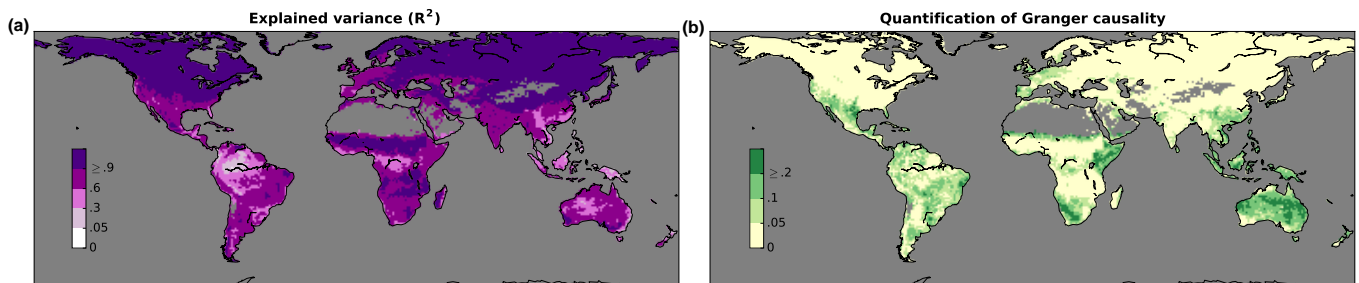 (a)
Explained variance (R²)
≥.9
.6
.3
.05
0
(b)
Quantification of Granger causality
≥.2
.1
.05
0